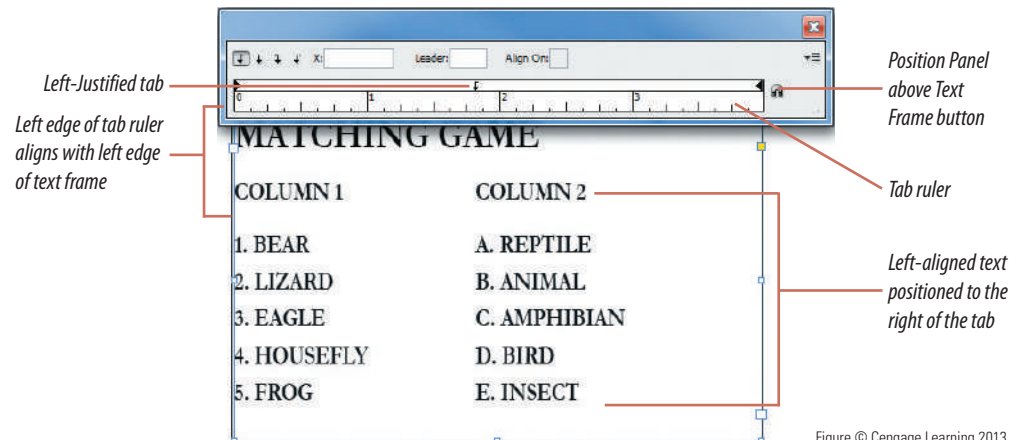 X: Leader: Align On:
0 1 2 3
Left-Justified tab
Left edge of tab ruler
aligns with left edge
of text frame
Position Panel
above Text
Frame button
Tab ruler
MATCHING GAME
COLUMN 1 COLUMN 2
1. BEAR A. REPTILE
2. LIZARD B. ANIMAL
3. EAGLE C. AMPHIBIAN
4. HOUSEFLY D. BIRD
5. FROG E. INSECT
Left-aligned text
positioned to the
right of the tab
Figure © Cengage Learning 2013